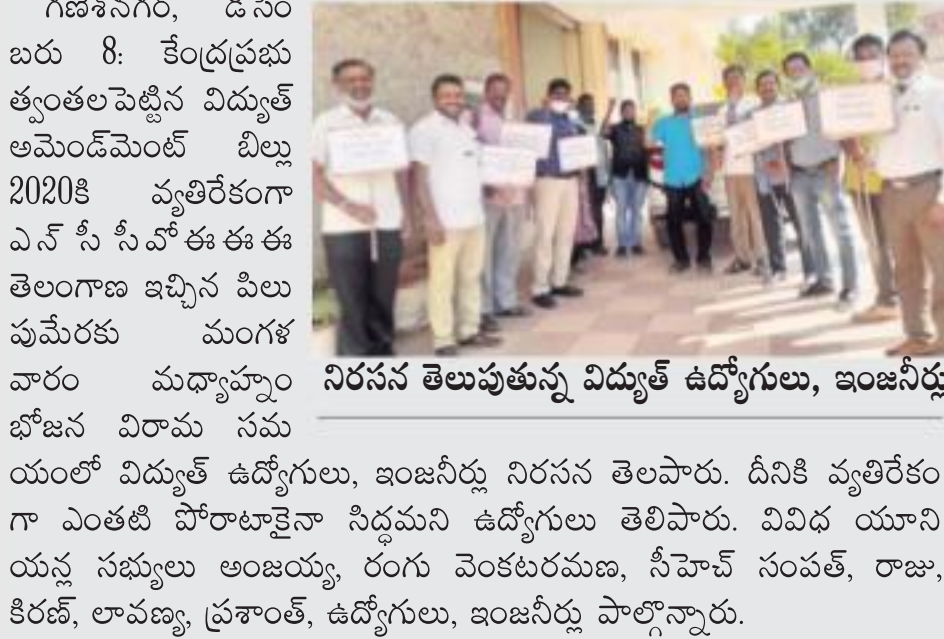 గణేశ్‌నగర్, డిసెం
బరు 8: కేంద్రప్రభు
త్వంతలపెట్టిన విద్యుత్
అమెండ్‌మెంట్ బిల్లు
2020కి వ్యతిరేకంగా
ఎన్ సీ సీవోఈఈఈ
తెలంగాణ ఇచ్చిన పిలు
పుమేరకు మంగళ
వారం మధ్యాహ్నం
భోజన విరామ సమ
యంలో విద్యుత్ ఉద్యోగులు, ఇంజనీర్లు నిరసన తెలపారు. దీనికి వ్యతిరేకం
గా ఎంతటి పోరాటాకైనా సిద్ధమని ఉద్యోగులు తెలిపారు. వివిధ యూని
యన్ల సభ్యులు అంజయ్య, రంగు వెంకటరమణ, సీహెచ్ సంపత్, రాజు,
కిరణ్, లావణ్య, ప్రశాంత్, ఉద్యోగులు, ఇంజనీర్లు పాల్గొన్నారు.
నిరసన తెలుపుతున్న విద్యుత్ ఉద్యోగులు, ఇంజనీర్లు